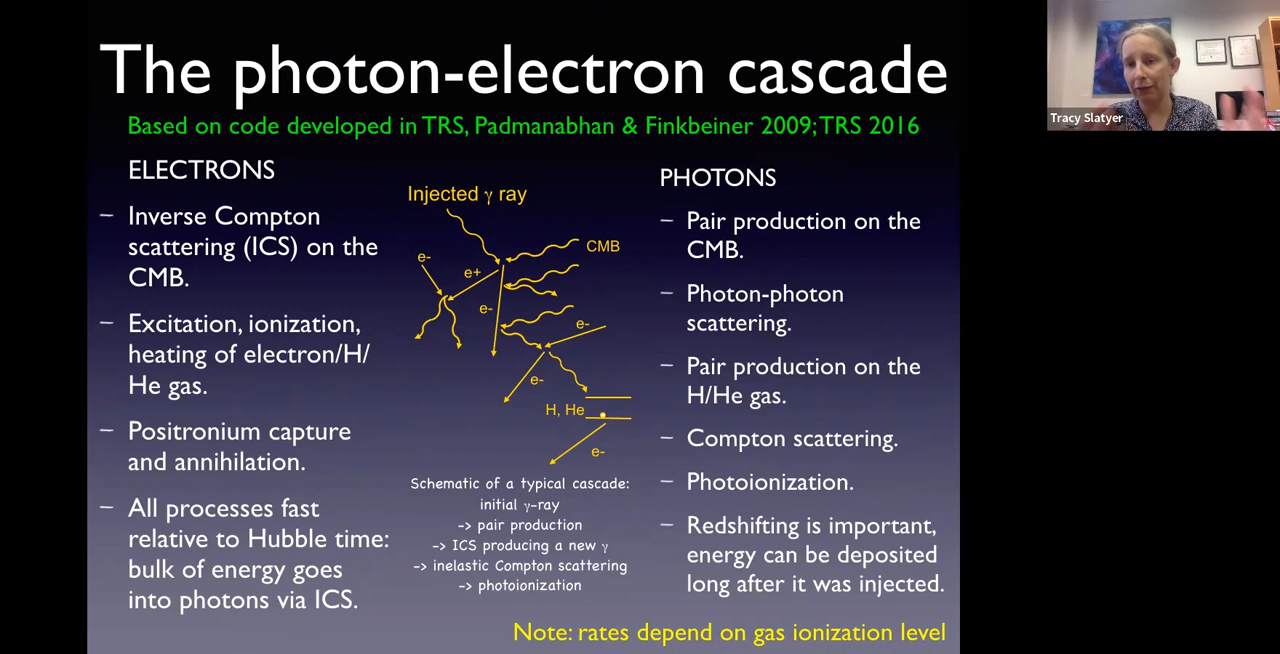 The photon-electron cascade
Based on code developed in TRS, Padmanabhan & Finkbeiner 2009; TRS 2016
ELECTRONS
– Inverse Compton
scattering (ICS) on the
CMB.
– Excitation, ionization,
heating of electron/H/
He gas.
– Positronium capture
and annihilation.
– All processes fast
relative to Hubble time:
bulk of energy goes
into photons via ICS.
Injected γ ray
CMB
e-
e+
e-
e-
e-
H, He
e-
Schematic of a typical cascade:
initial γ-ray
-> pair production
-> ICS producing a new γ
-> inelastic Compton scattering
-> photoionization
PHOTONS
– Pair production on the
CMB.
– Photon-photon
scattering.
– Pair production on the
H/He gas.
– Compton scattering.
– Photoionization.
– Redshifting is important,
energy can be deposited
long after it was injected.
Note: rates depend on gas ionization level
Tracy Slatyer